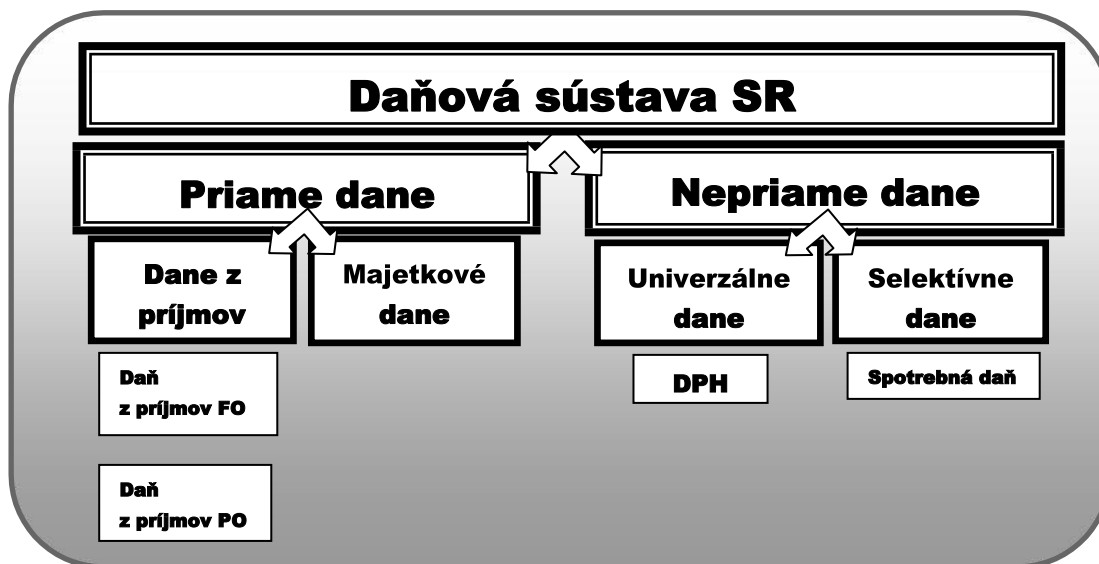 Daňová sústava SR
Priame dane
Nepriame dane
Dane z
príjmov
Majetkové
dane
Univerzálne
dane
Selektívne
dane
Daň
z príjmov FO
DPH
Spotrebná daň
Daň
z príjmov PO